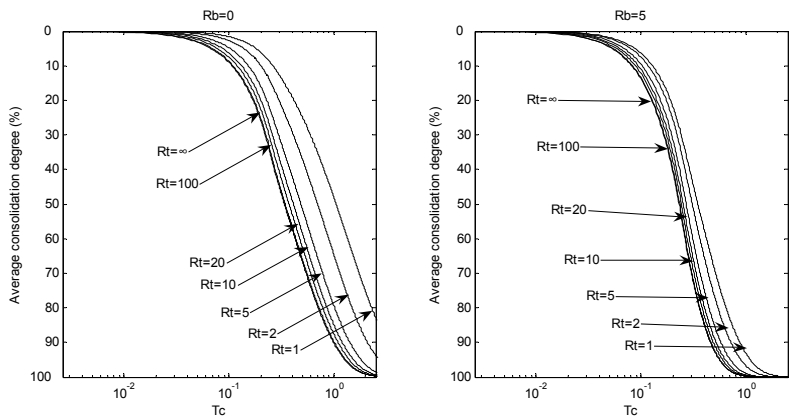 Rb=0
Average consolidation degree (%)
0
10
20
30
40
50
60
70
80
90
100
Rt=∞
Rt=100
Rt=20
Rt=10
Rt=5
Rt=2
Rt=1
10⁻²
10⁻¹
10⁰
Tc
Rb=5
Average consolidation degree (%)
0
10
20
30
40
50
60
70
80
90
100
Rt=∞
Rt=100
Rt=20
Rt=10
Rt=5
Rt=2
Rt=1
10⁻²
10⁻¹
10⁰
Tc